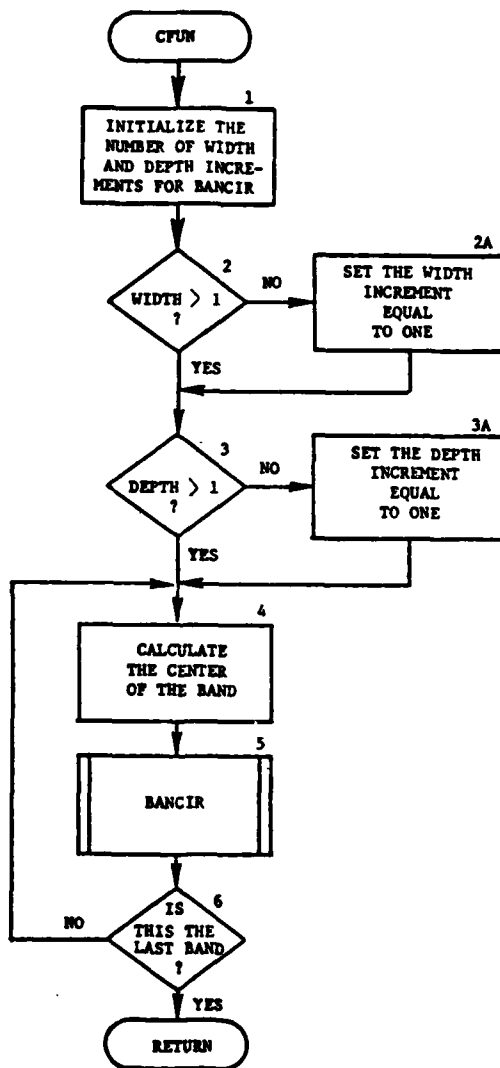 CFUN
1
INITIALIZE THE
NUMBER OF WIDTH
AND DEPTH INCRE-
MENTS FOR BANCIR
2
WIDTH > 1
?
NO
YES
2A
SET THE WIDTH
INCREMENT
EQUAL
TO ONE
3
DEPTH > 1
?
NO
YES
3A
SET THE DEPTH
INCREMENT
EQUAL
TO ONE
4
CALCULATE
THE CENTER
OF THE BAND
5
BANCIR
6
IS
THIS THE
LAST BAND
?
NO
YES
RETURN